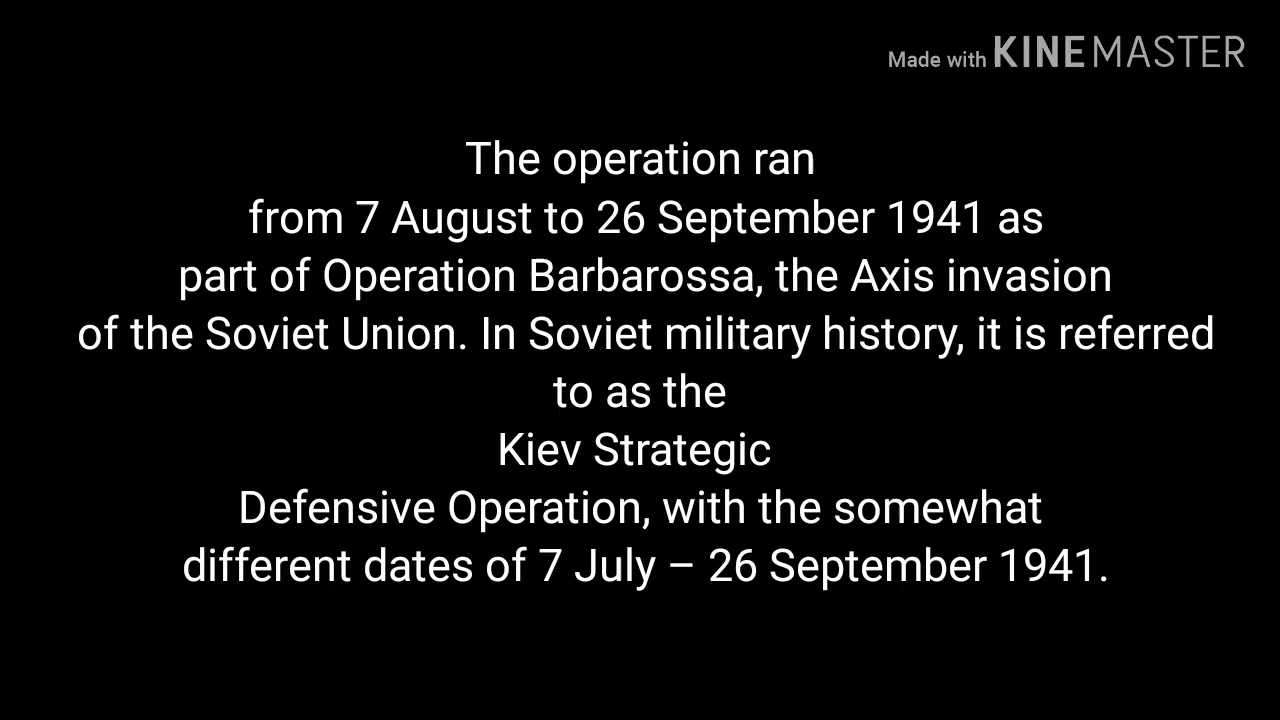 Made with KINEMASTER
The operation ran
from 7 August to 26 September 1941 as
part of Operation Barbarossa, the Axis invasion
of the Soviet Union. In Soviet military history, it is referred
to as the
Kiev Strategic
Defensive Operation, with the somewhat
different dates of 7 July – 26 September 1941.